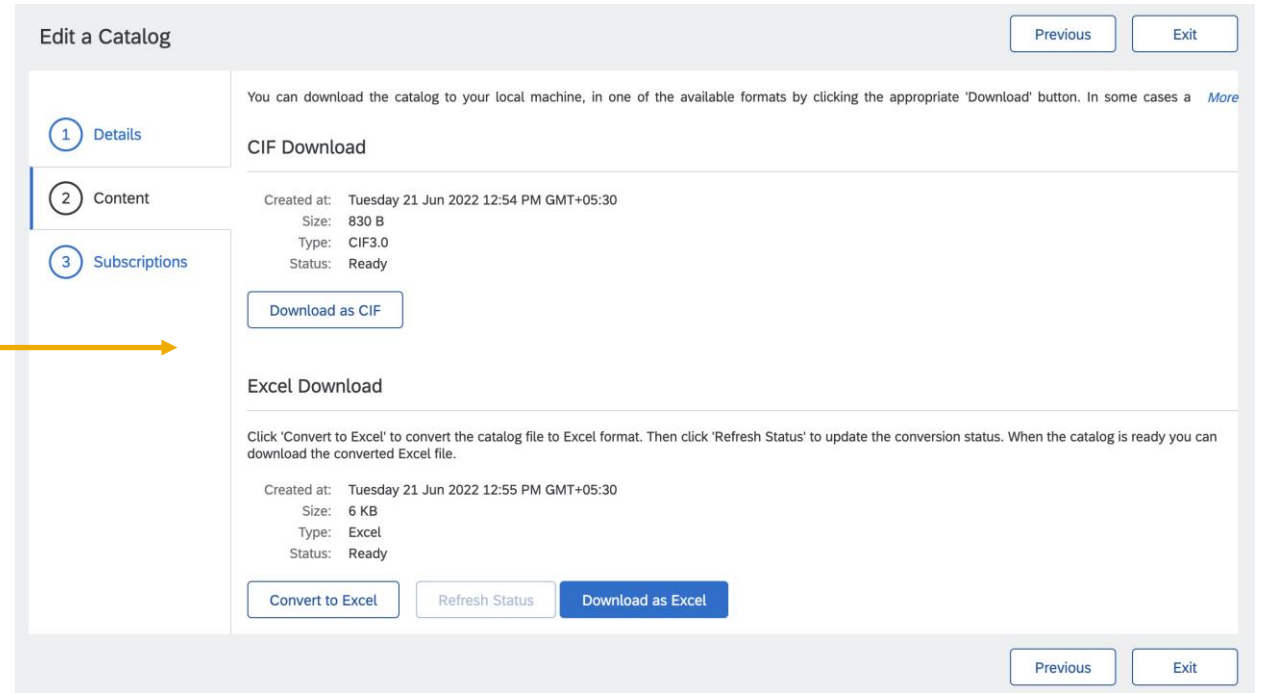 Edit a Catalog
Previous
Exit
1 Details
2 Content
3 Subscriptions
You can download the catalog to your local machine, in one of the available formats by clicking the appropriate 'Download' button. In some cases a More
CIF Download
Created at: Tuesday 21 Jun 2022 12:54 PM GMT+05:30
Size: 830 B
Type: CIF3.0
Status: Ready
Download as CIF
Excel Download
Click 'Convert to Excel' to convert the catalog file to Excel format. Then click 'Refresh Status' to update the conversion status. When the catalog is ready you can
download the converted Excel file.
Created at: Tuesday 21 Jun 2022 12:55 PM GMT+05:30
Size: 6 KB
Type: Excel
Status: Ready
Convert to Excel
Refresh Status
Download as Excel
Previous
Exit